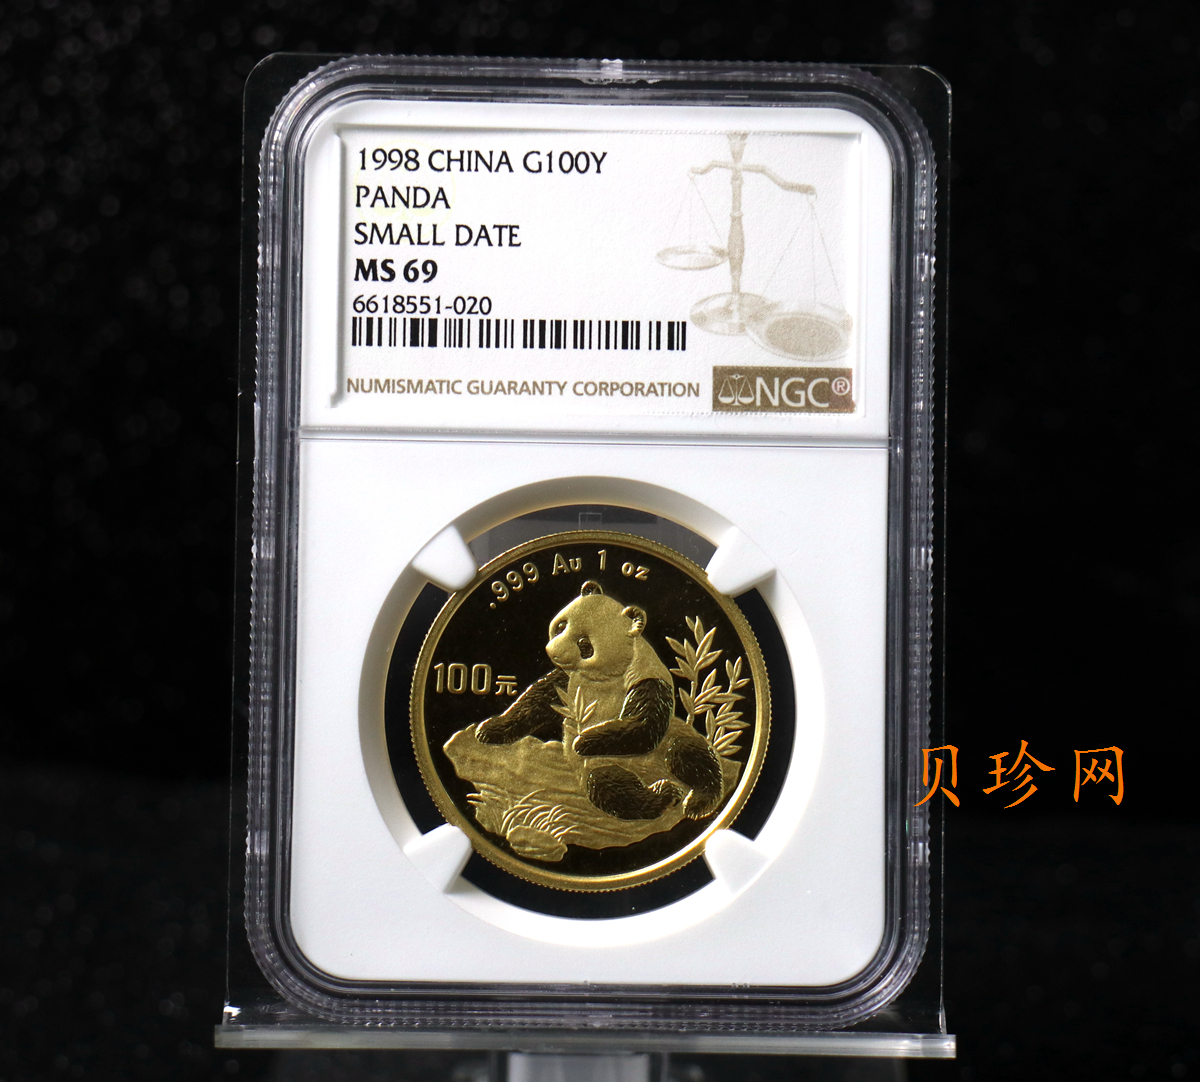 1998 CHINA G100Y
PANDA
SMALL DATE
MS 69
6618551-020
NUMISMATIC GUARANTY CORPORATION
NGC®
.999 Au 1 oz
100元
贝珍网